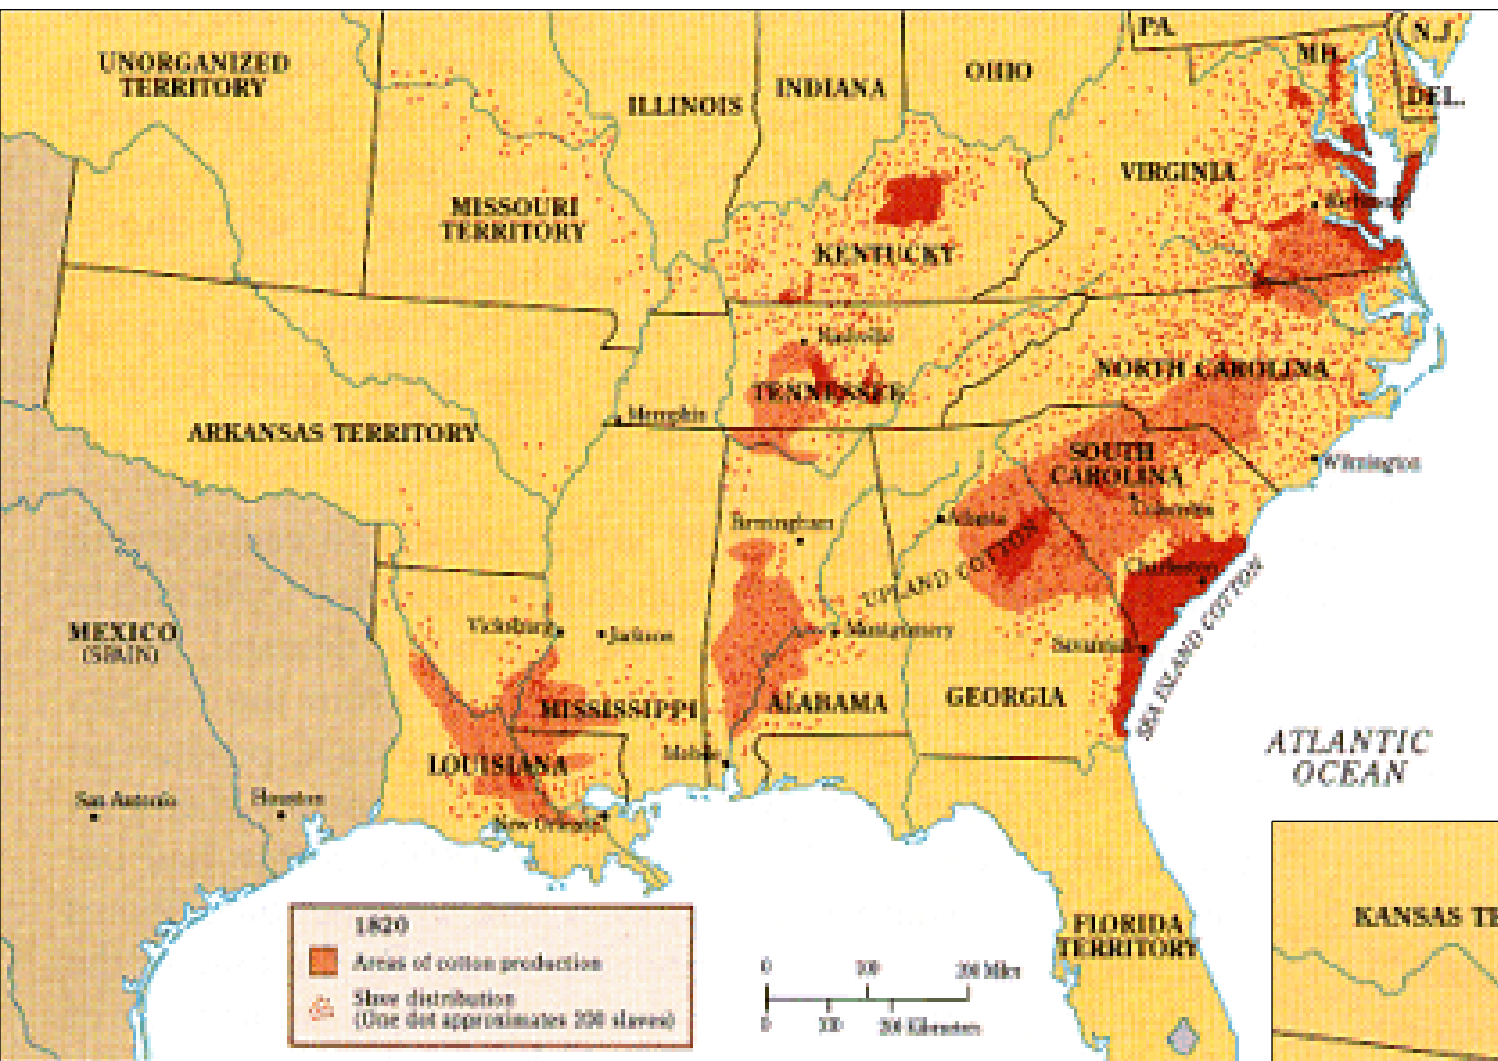 PA.
N.J.
UNORGANIZED
TERRITORY
OHIO
INDIANA
ILLINOIS
DEL.
VIRGINIA
MISSOURI
TERRITORY
KENTUCKY
Richmond
Nashville
NORTH CAROLINA
TENNESSEE
Memphis
ARKANSAS TERRITORY
SOUTH
CAROLINA
Wilmington
Columbia
Atlanta
Birmingham
UPLAND COTTON
Charleston
Vicksburg
Jackson
Montgomery
MEXICO
(SPAIN)
Savannah
SEA ISLAND COTTON
MISSISSIPPI
ALABAMA
GEORGIA
Mobile
LOUISIANA
ATLANTIC
OCEAN
San Antonio
Houston
New Orleans
FLORIDA
TERRITORY
KANSAS TE
1820
Areas of cotton production
Slave distribution
(One dot approximates 200 slaves)
0 100 200 Miles
0 100 200 Kilometers